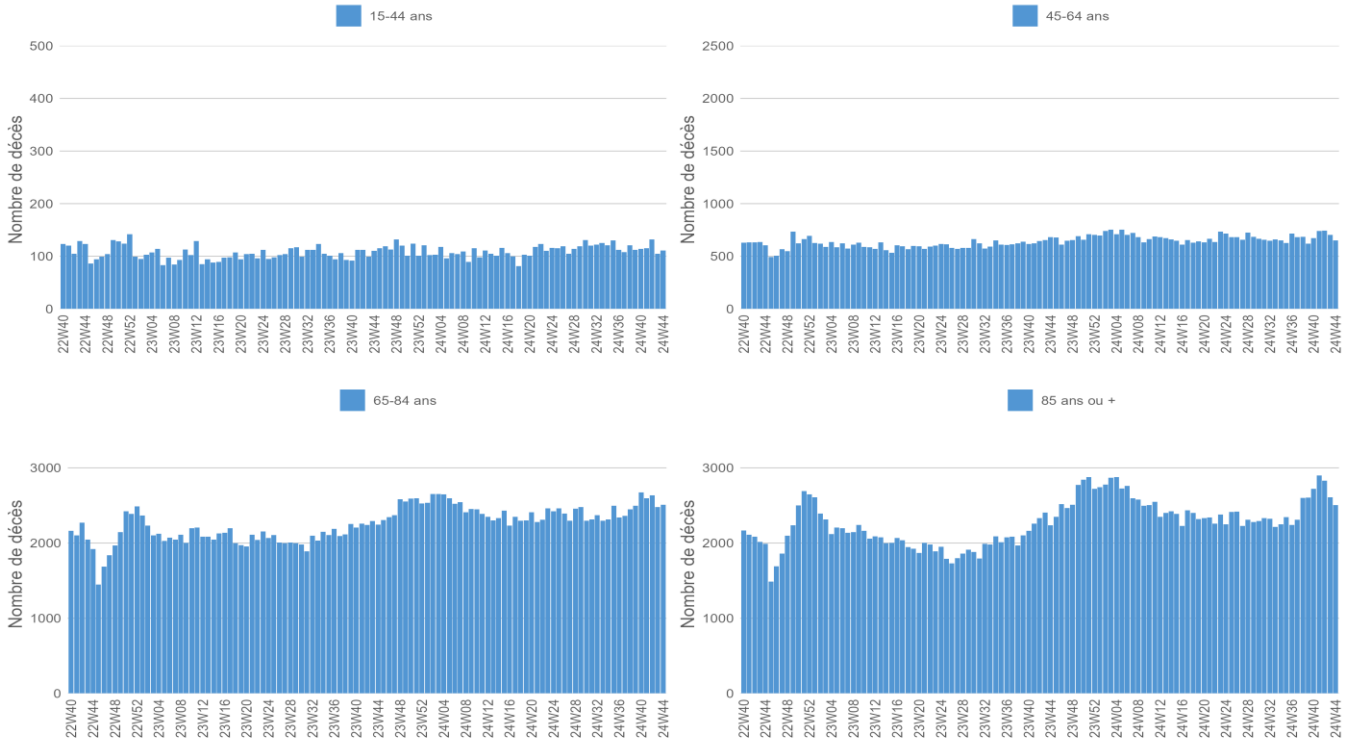 15-44 ans
500
400
300
200
100
0
Nombre de décès
22W40 22W44 22W48 22W52 23W04 23W08 23W12 23W16 23W20 23W24 23W28 23W32 23W36 23W40 23W44 23W48 23W52 24W04 24W08 24W12 24W16 24W20 24W24 24W28 24W32 24W36 24W40 24W44
45-64 ans
2500
2000
1500
1000
500
0
Nombre de décès
22W40 22W44 22W48 22W52 23W04 23W08 23W12 23W16 23W20 23W24 23W28 23W32 23W36 23W40 23W44 23W48 23W52 24W04 24W08 24W12 24W16 24W20 24W24 24W28 24W32 24W36 24W40 24W44
65-84 ans
3000
2000
1000
0
Nombre de décès
22W40 22W44 22W48 22W52 23W04 23W08 23W12 23W16 23W20 23W24 23W28 23W32 23W36 23W40 23W44 23W48 23W52 24W04 24W08 24W12 24W16 24W20 24W24 24W28 24W32 24W36 24W40 24W44
85 ans ou +
3000
2000
1000
0
Nombre de décès
22W40 22W44 22W48 22W52 23W04 23W08 23W12 23W16 23W20 23W24 23W28 23W32 23W36 23W40 23W44 23W48 23W52 24W04 24W08 24W12 24W16 24W20 24W24 24W28 24W32 24W36 24W40 24W44